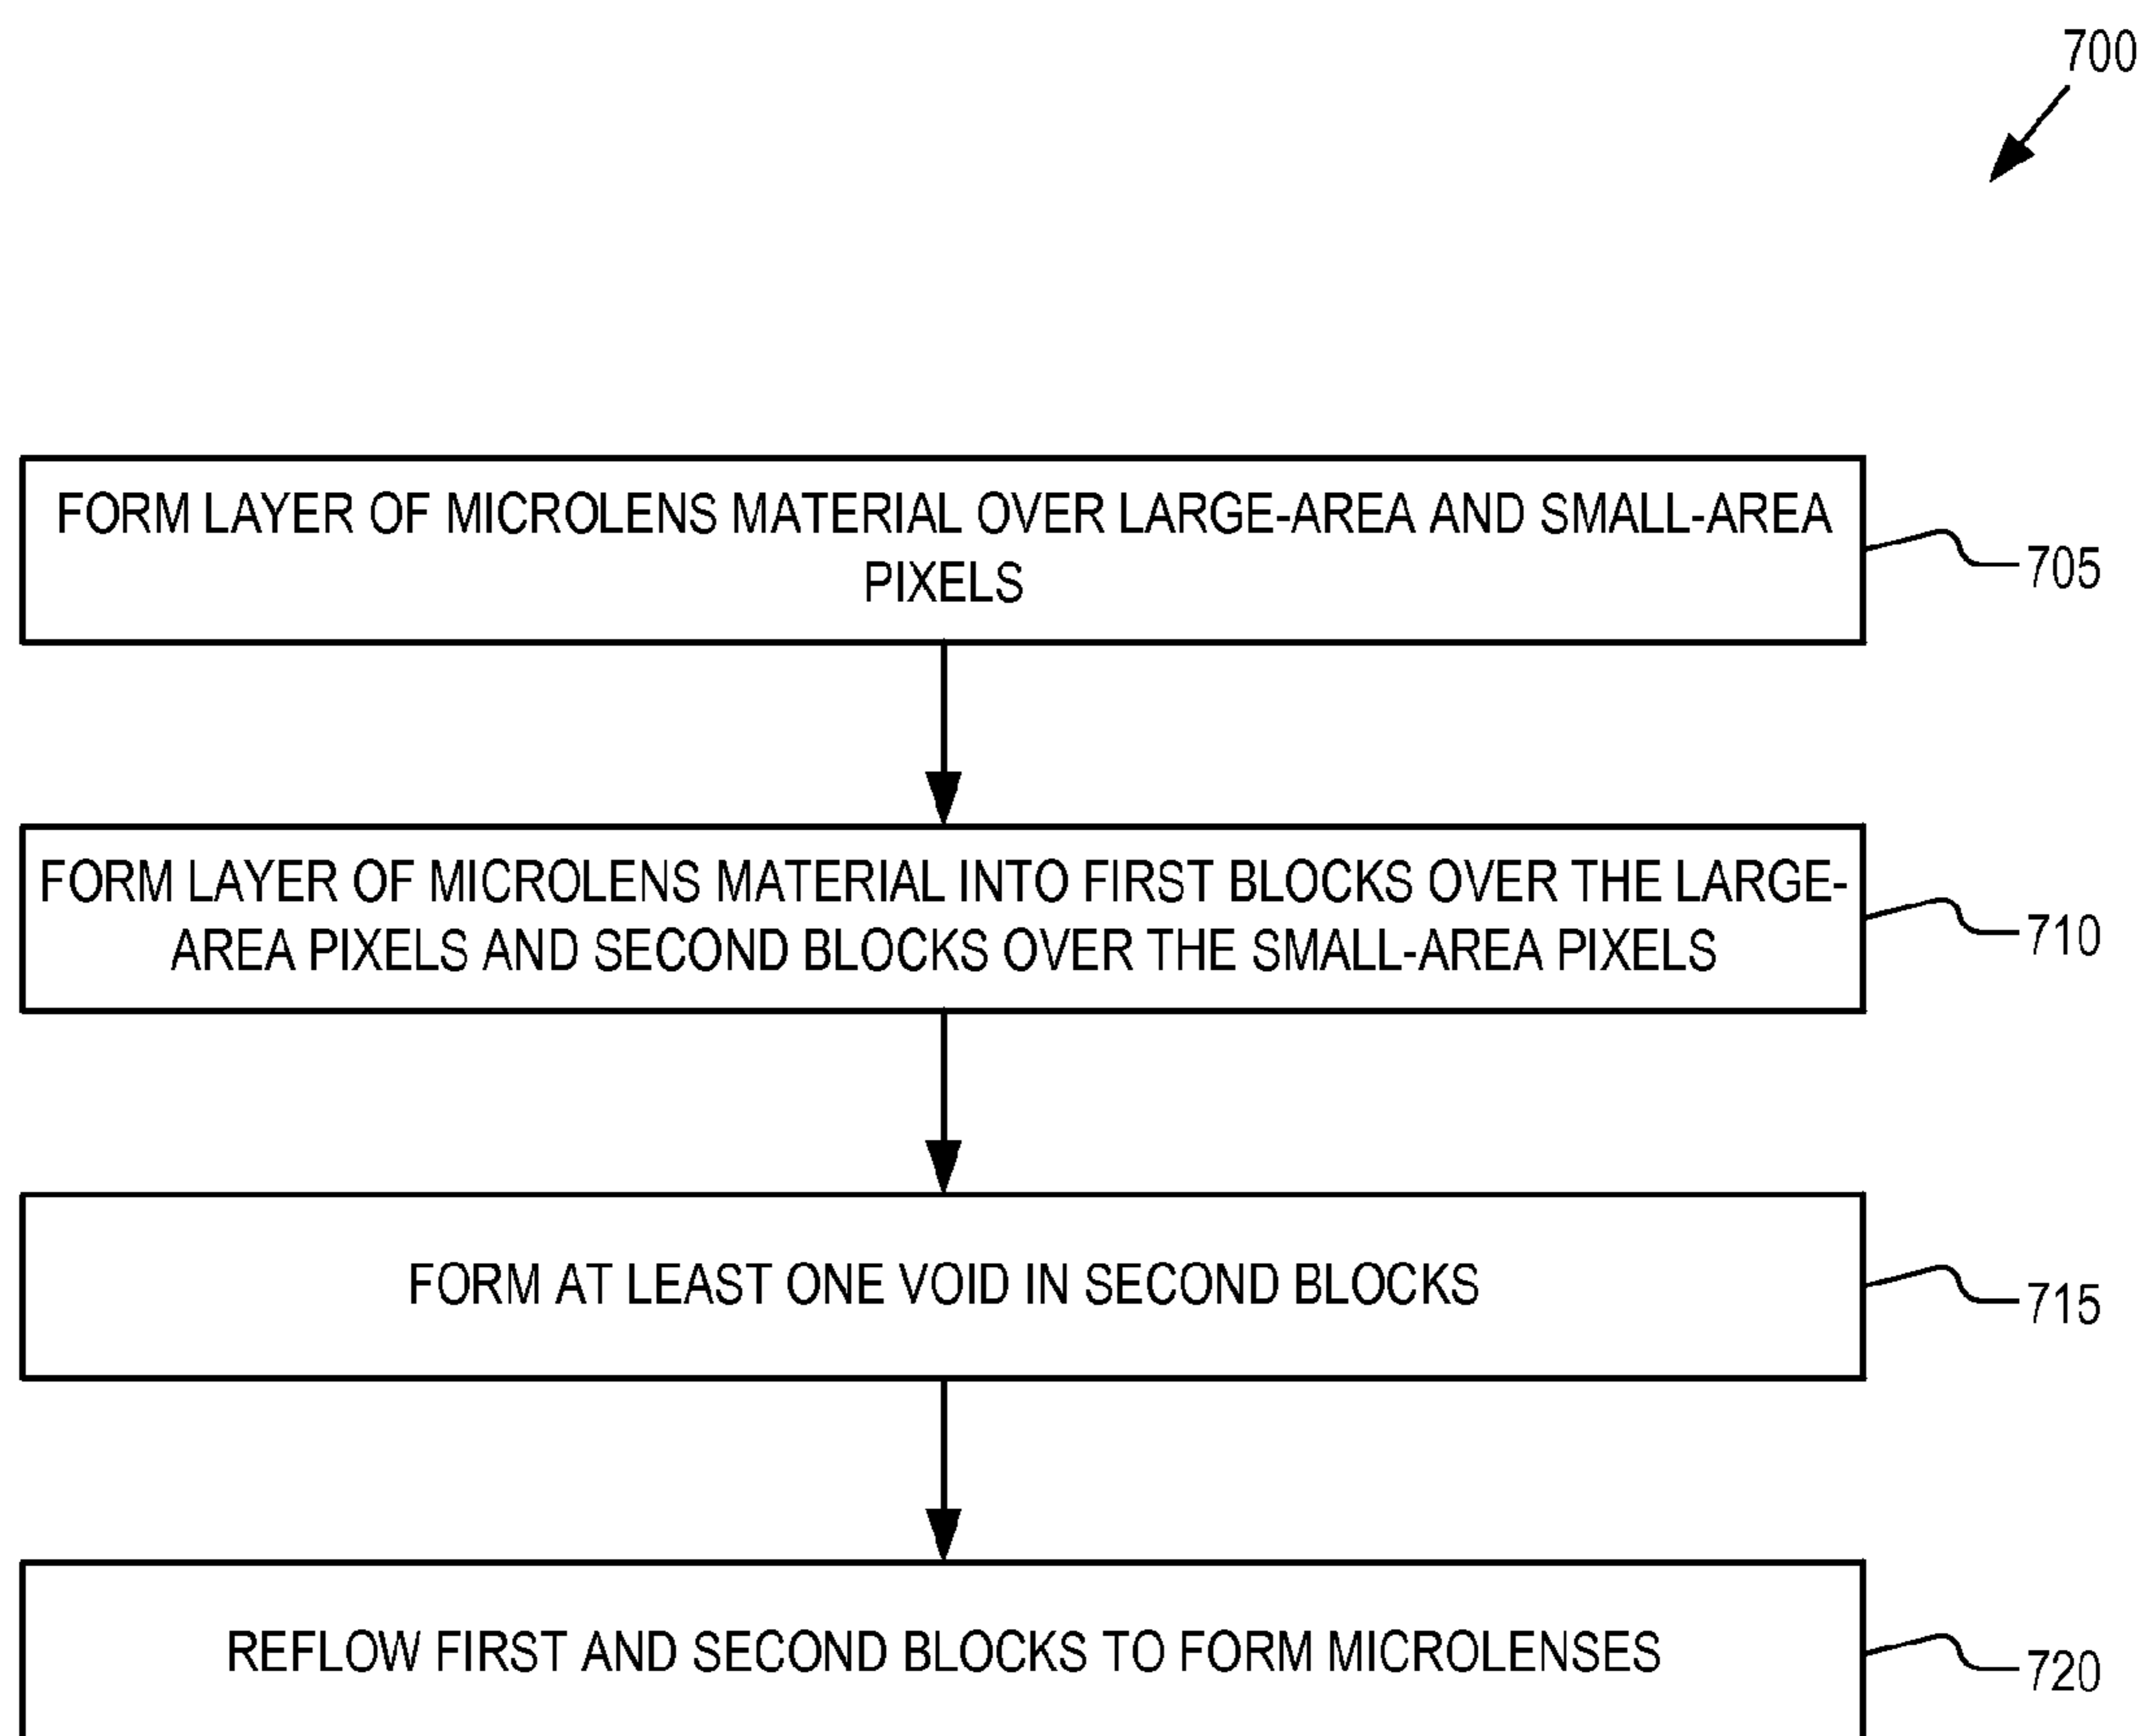 700
FORM LAYER OF MICROLENS MATERIAL OVER LARGE-AREA AND SMALL-AREA
PIXELS
705
FORM LAYER OF MICROLENS MATERIAL INTO FIRST BLOCKS OVER THE LARGE-
AREA PIXELS AND SECOND BLOCKS OVER THE SMALL-AREA PIXELS
710
FORM AT LEAST ONE VOID IN SECOND BLOCKS
715
REFLOW FIRST AND SECOND BLOCKS TO FORM MICROLENSES
720